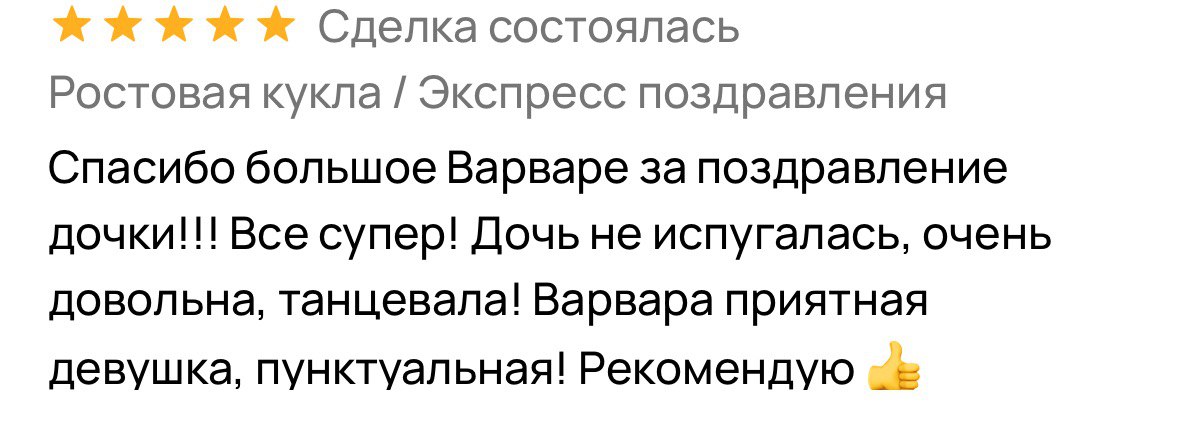 ★★★★★ Сделка состоялась
Ростовая кукла / Экспресс поздравления
Спасибо большое Варваре за поздравление
дочки!!! Все супер! Дочь не испугалась, очень
довольна, танцевала! Варвара приятная
девушка, пунктуальная! Рекомендую 👍